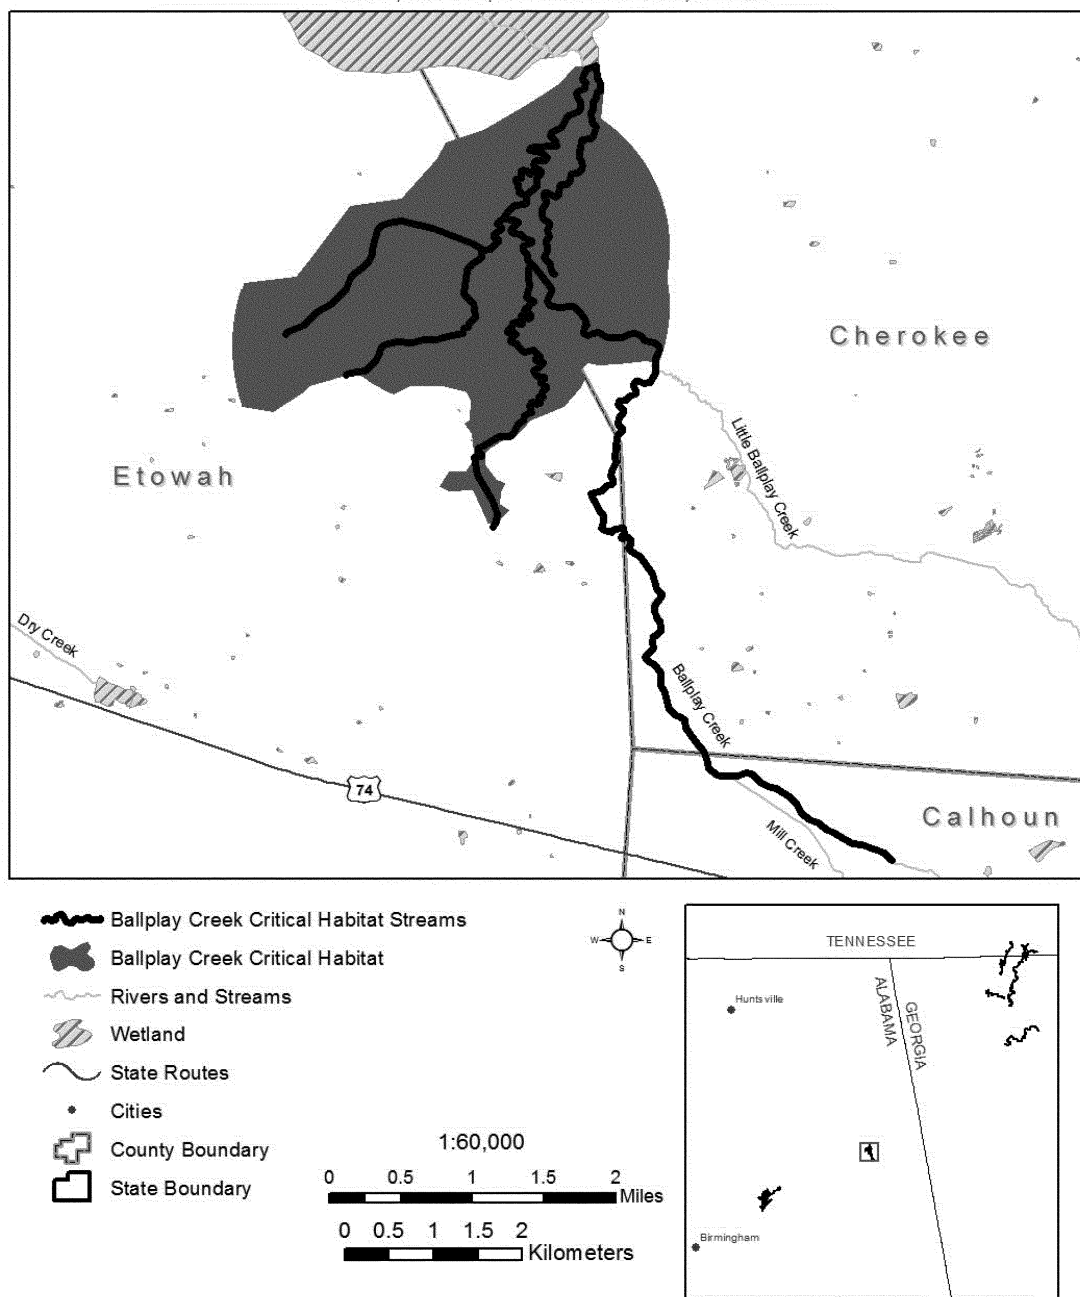 Cherokee
Little Ballplay Creek
Etowah
Dry Creek
Ballplay Creek
74
Calhoun
Mill Creek
Ballplay Creek Critical Habitat Streams
Ballplay Creek Critical Habitat
Rivers and Streams
Wetland
State Routes
Cities
County Boundary
State Boundary
N
W E
S
1:60,000
0 0.5 1 1.5 2
Miles
0 0.5 1 1.5 2
Kilometers
TENNESSEE
Huntsville
ALABAMA
GEORGIA
Birmingham